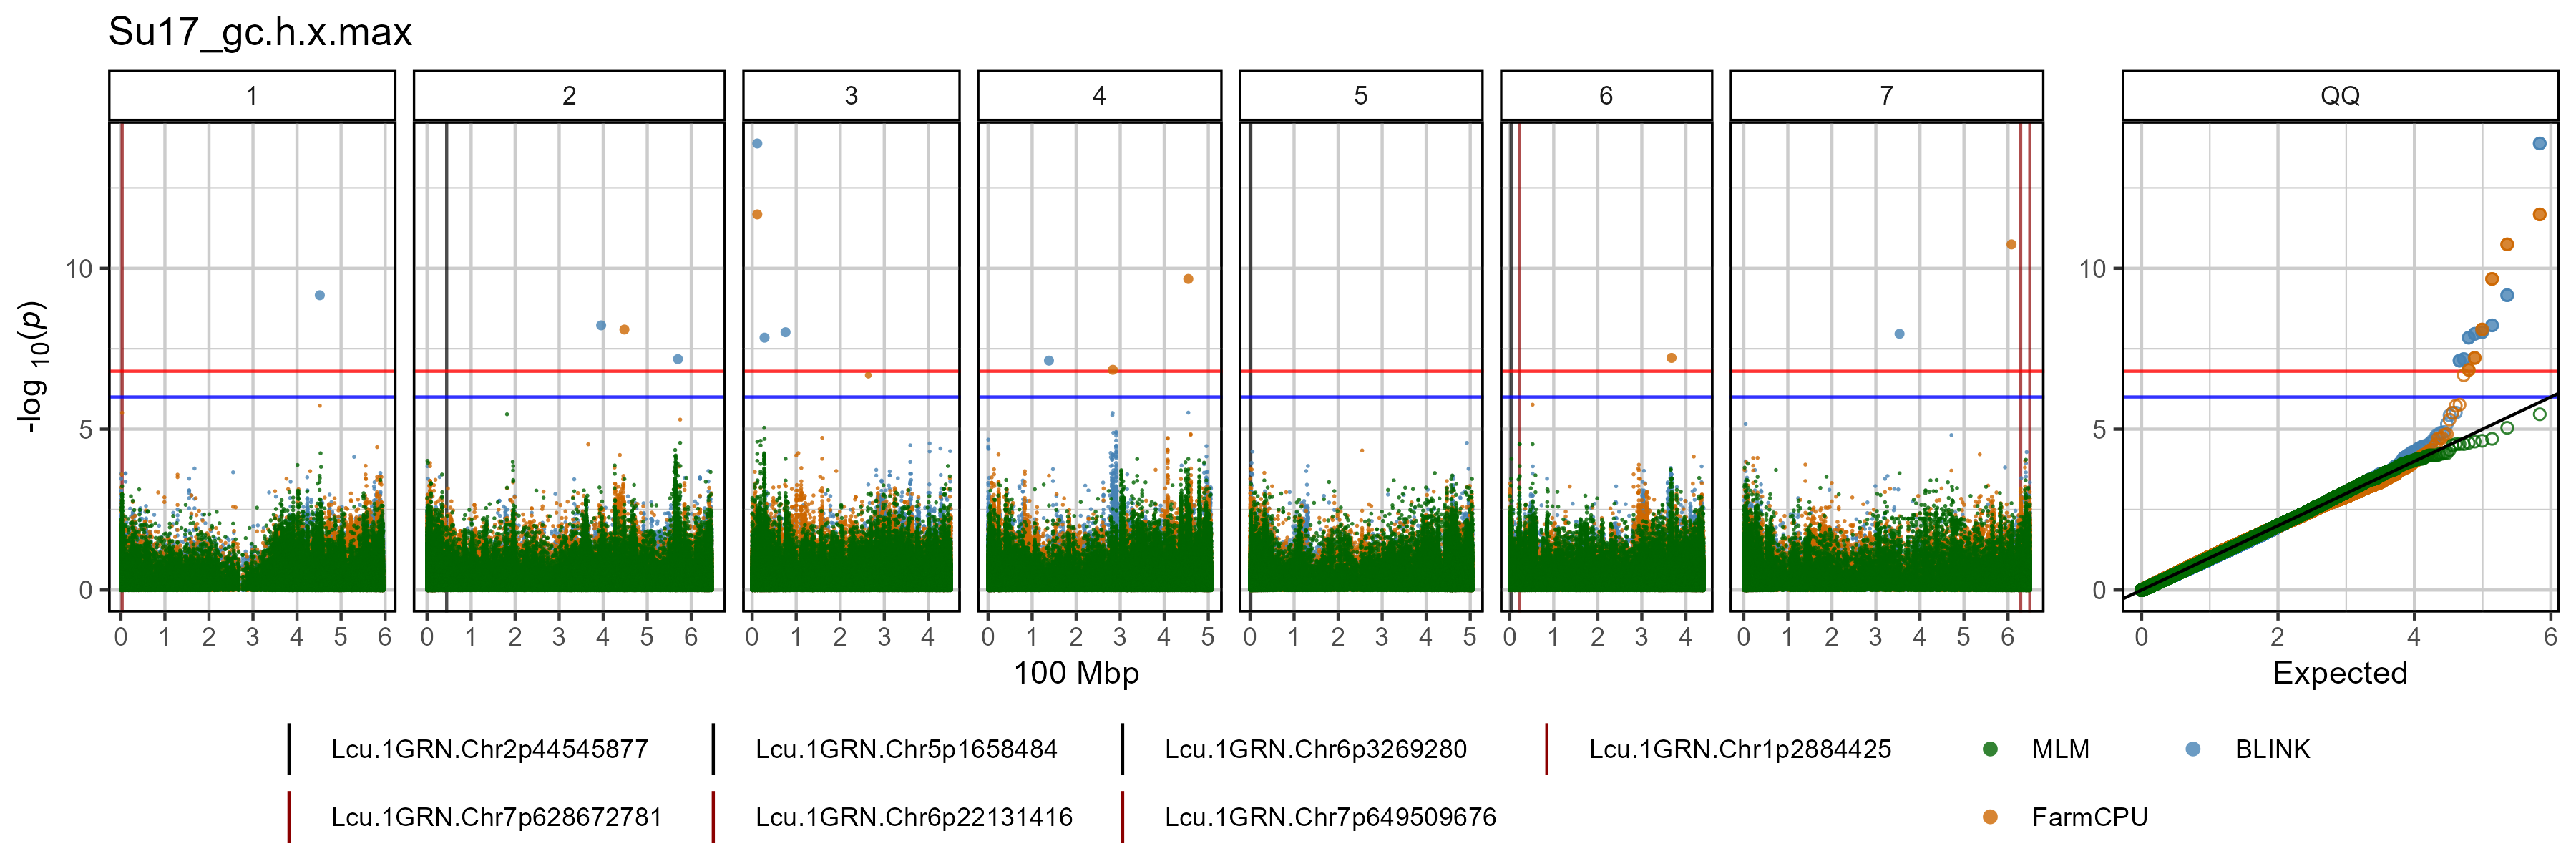 Su17_gc.h.x.max
1 2 3 4 5 6 7 QQ
-log 10(p)
10 5 0
10 5 0
0 1 2 3 4 5 6 0 1 2 3 4 5 6 0 1 2 3 4 0 1 2 3 4 5 0 1 2 3 4 5 0 1 2 3 4 0 1 2 3 4 5 6 0 2 4 6
100 Mbp Expected
Lcu.1GRN.Chr2p44545877 Lcu.1GRN.Chr5p1658484 Lcu.1GRN.Chr6p3269280 Lcu.1GRN.Chr1p2884425 MLM BLINK
Lcu.1GRN.Chr7p628672781 Lcu.1GRN.Chr6p22131416 Lcu.1GRN.Chr7p649509676 FarmCPU